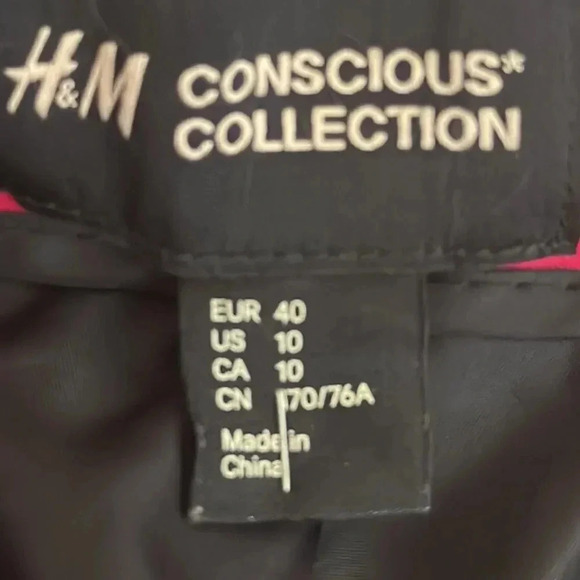 H&M CONSCIOUS*
COLLECTION
EUR 40
US 10
CA 10
CN 170/76A
Made in
China